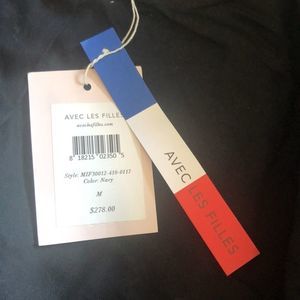 AVEC LES FILLES
aveclesfilles.com
8 18215 02350 5
Style: MIF30012-410-0117
Color: Navy
M
$278.00
AVEC LES FILLES